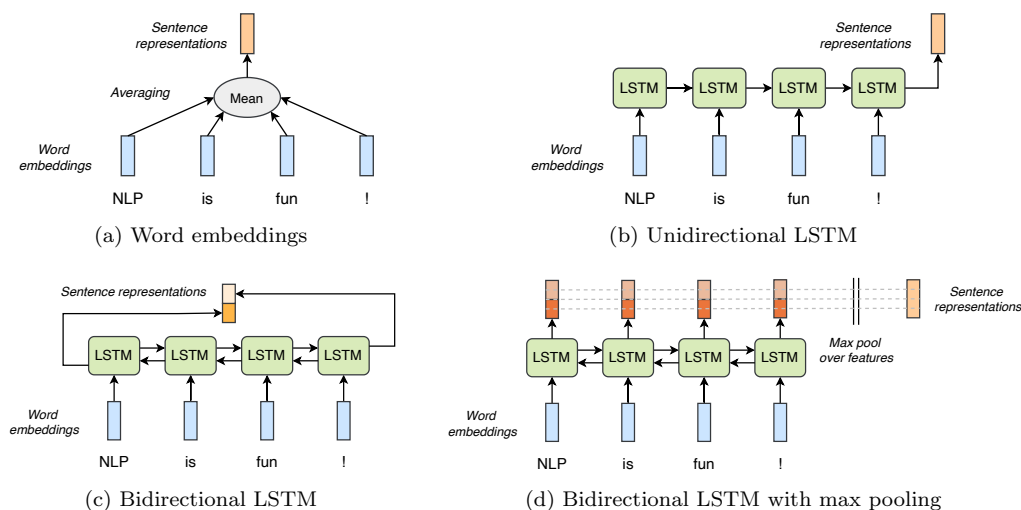 Sentence
representations
Averaging
Mean
Word
embeddings
NLP is fun !
(a) Word embeddings
Sentence
representations
LSTM LSTM LSTM LSTM
Word
embeddings
NLP is fun !
(b) Unidirectional LSTM
Sentence representations
LSTM LSTM LSTM LSTM
Word
embeddings
NLP is fun !
(c) Bidirectional LSTM
Sentence
representations
LSTM LSTM LSTM LSTM
Max pool
over features
Word
embeddings
NLP is fun !
(d) Bidirectional LSTM with max pooling